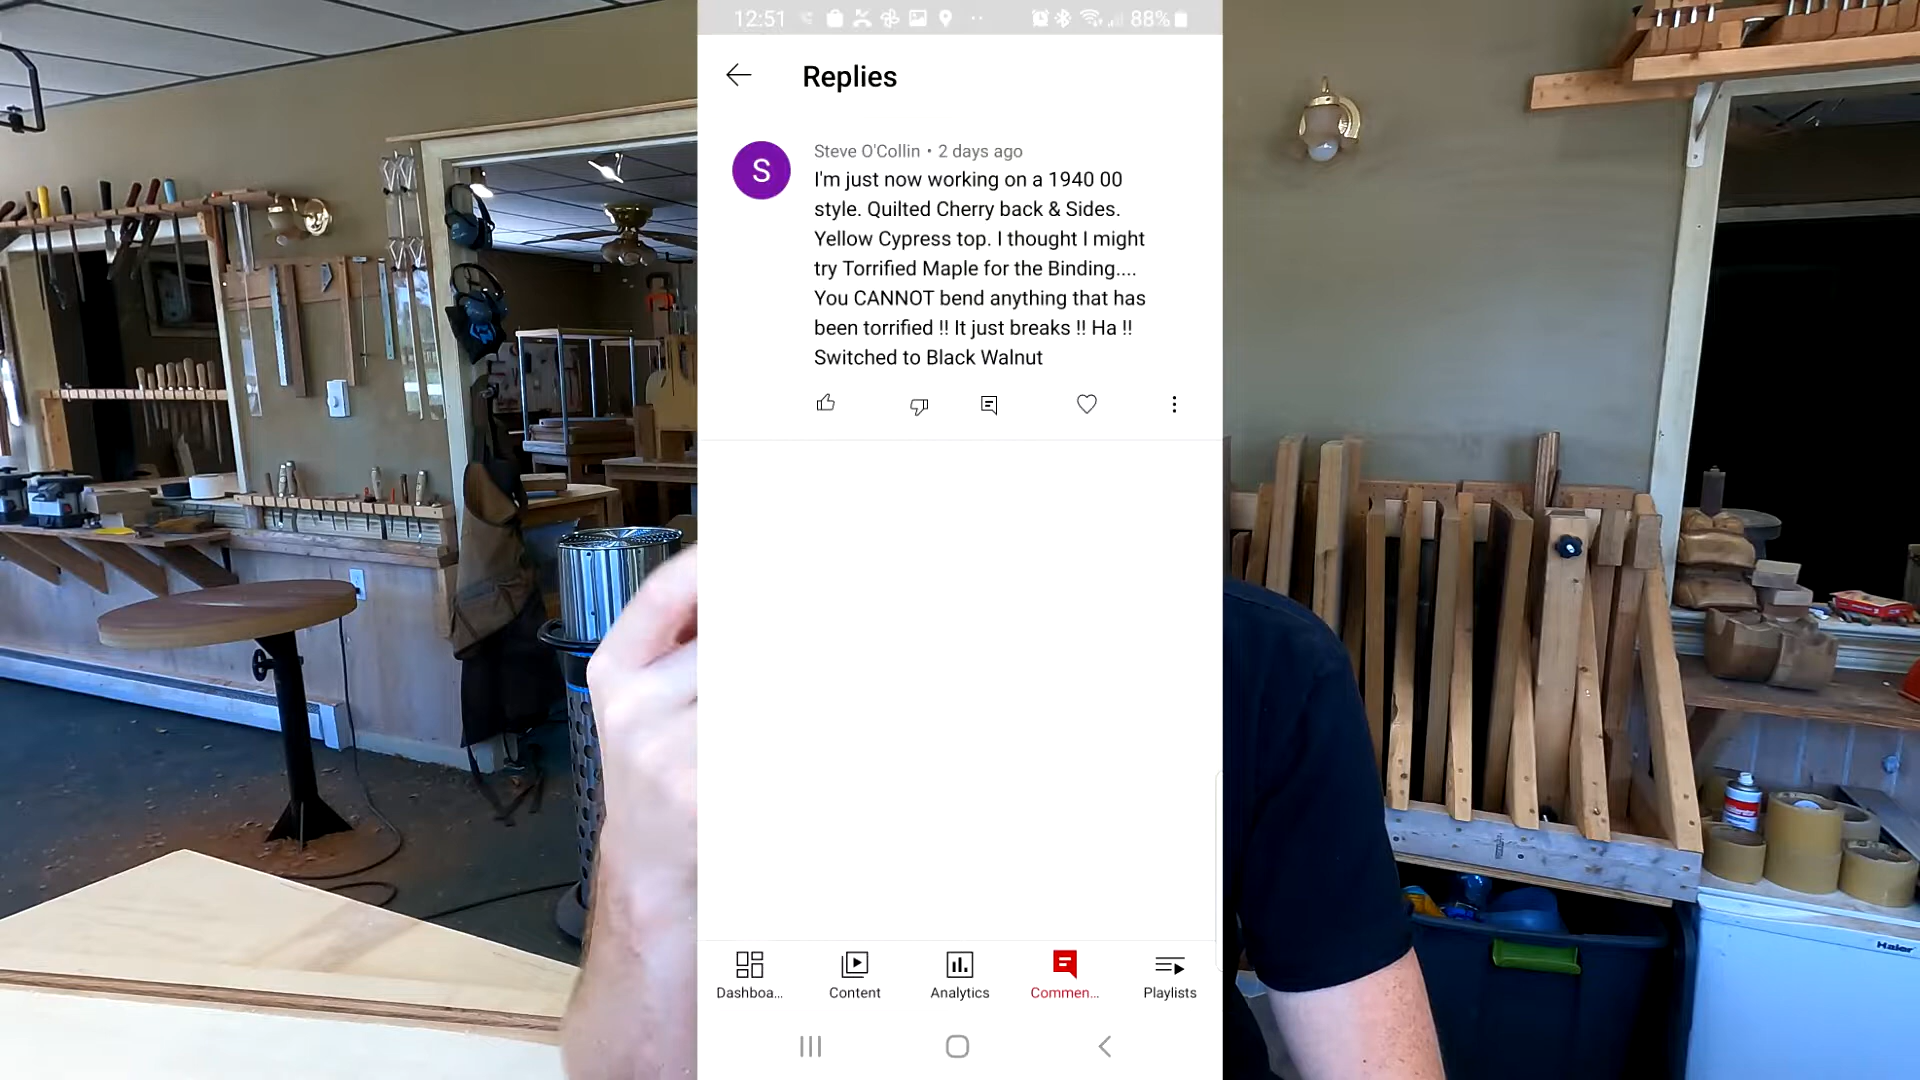 12:51
88%
Replies
Steve O'Collin • 2 days ago
I'm just now working on a 1940 00
style. Quilted Cherry back & Sides.
Yellow Cypress top. I thought I might
try Torrified Maple for the Binding....
You CANNOT bend anything that has
been torrified !! It just breaks !! Ha !!
Switched to Black Walnut
S
Dashboa...
Content
Analytics
Commen...
Playlists
Haier